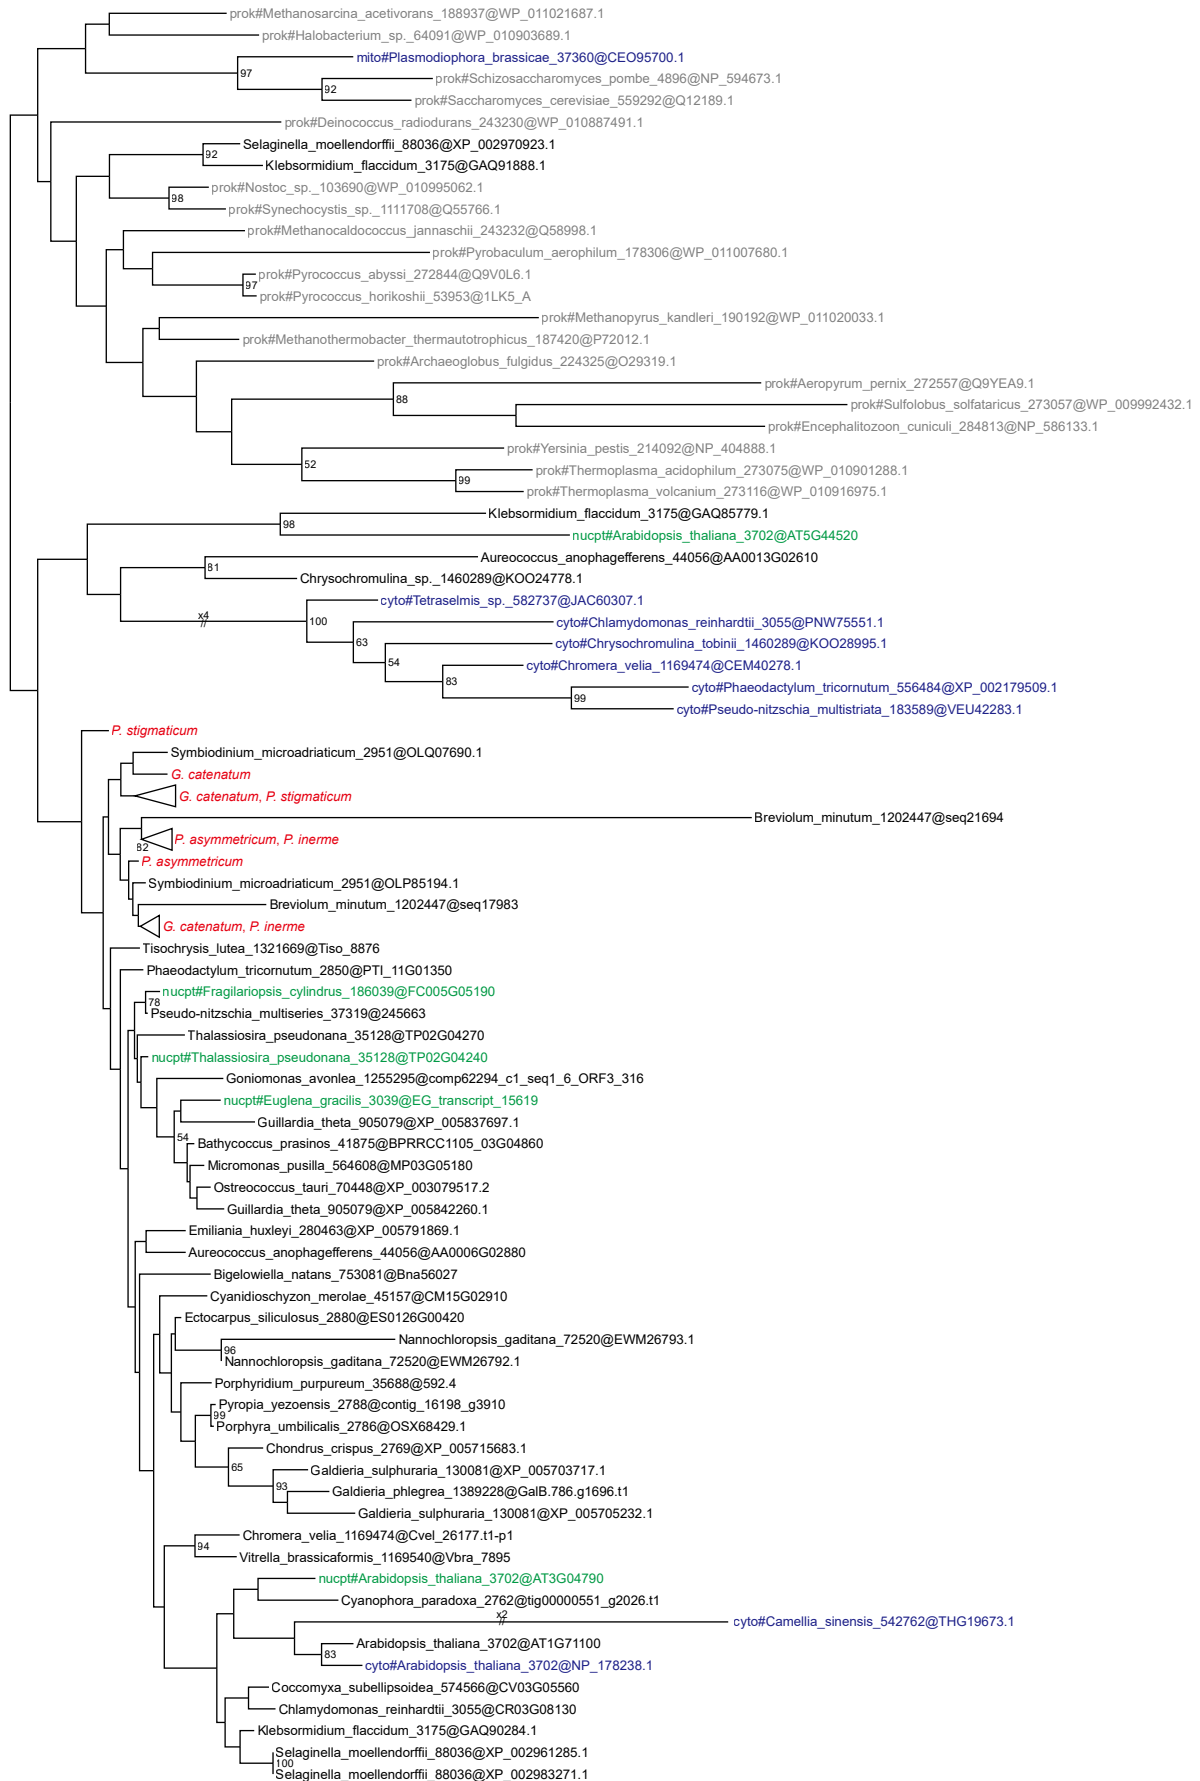 prok#Methanosarcina_acetivorans_188937@WP_011021687.1
prok#Halobacterium_sp._64091@WP_010903689.1
mito#Plasmodiophora_brassicae_37360@CEO95700.1
97
prok#Schizosaccharomyces_pombe_4896@NP_594673.1
92
prok#Saccharomyces_cerevisiae_559292@Q12189.1
prok#Deinococcus_radiodurans_243230@WP_010887491.1
Selaginella_moellendorffii_88036@XP_002970923.1
92
Klebsormidium_flaccidum_3175@GAQ91888.1
prok#Nostoc_sp._103690@WP_010995062.1
98
prok#Synechocystis_sp._1111708@Q55766.1
prok#Methanocaldococcus_jannaschii_243232@Q58998.1
prok#Pyrobaculum_aerophilum_178306@WP_011007680.1
prok#Pyrococcus_abyssi_272844@Q9V0L6.1
97
prok#Pyrococcus_horikoshii_53953@1LK5_A
prok#Methanopyrus_kandleri_190192@WP_011020033.1
prok#Methanothermobacter_thermautotrophicus_187420@P72012.1
prok#Archaeoglobus_fulgidus_224325@O29319.1
prok#Aeropyrum_pernix_272557@Q9YEA9.1
88
prok#Sulfolobus_solfataricus_273057@WP_009992432.1
prok#Encephalitozoon_cuniculi_284813@NP_586133.1
prok#Yersinia_pestis_214092@NP_404888.1
52
prok#Thermoplasma_acidophilum_273075@WP_010901288.1
99
prok#Thermoplasma_volcanium_273116@WP_010916975.1
Klebsormidium_flaccidum_3175@GAQ85779.1
98
nucpt#Arabidopsis_thaliana_3702@AT5G44520
Aureococcus_anophagefferens_44056@AA0013G02610
81
Chrysochromulina_sp._1460289@KOO24778.1
cyto#Tetraselmis_sp._582737@JAC60307.1
x4
//
100
cyto#Chlamydomonas_reinhardtii_3055@PNW75551.1
63
cyto#Chrysochromulina_tobinii_1460289@KOO28995.1
54
cyto#Chromera_velia_1169474@CEM40278.1
83
cyto#Phaeodactylum_tricornutum_556484@XP_002179509.1
99
cyto#Pseudo-nitzschia_multistriata_183589@VEU42283.1
P. stigmaticum
Symbiodinium_microadriaticum_2951@OLQ07690.1
G. catenatum
G. catenatum, P. stigmaticum
Breviolum_minutum_1202447@seq21694
P. asymmetricum, P. inerme
82
P. asymmetricum
Symbiodinium_microadriaticum_2951@OLP85194.1
Breviolum_minutum_1202447@seq17983
G. catenatum, P. inerme
Tisochrysis_lutea_1321669@Tiso_8876
Phaeodactylum_tricornutum_2850@PTI_11G01350
nucpt#Fragilariopsis_cylindrus_186039@FC005G05190
78
Pseudo-nitzschia_multiseries_37319@245663
Thalassiosira_pseudonana_35128@TP02G04270
nucpt#Thalassiosira_pseudonana_35128@TP02G04240
Goniomonas_avonlea_1255295@comp62294_c1_seq1_6_ORF3_316
nucpt#Euglena_gracilis_3039@EG_transcript_15619
Guillardia_theta_905079@XP_005837697.1
54
Bathycoccus_prasinos_41875@BPRRCC1105_03G04860
Micromonas_pusilla_564608@MP03G05180
Ostreococcus_tauri_70448@XP_003079517.2
Guillardia_theta_905079@XP_005842260.1
Emiliania_huxleyi_280463@XP_005791869.1
Aureococcus_anophagefferens_44056@AA0006G02880
Bigelowiella_natans_753081@Bna56027
Cyanidioschyzon_merolae_45157@CM15G02910
Ectocarpus_siliculosus_2880@ES0126G00420
Nannochloropsis_gaditana_72520@EWM26793.1
96
Nannochloropsis_gaditana_72520@EWM26792.1
Porphyridium_purpureum_35688@592.4
Pyropia_yezoensis_2788@contig_16198_g3910
99
Porphyra_umbilicalis_2786@OSX68429.1
Chondrus_crispus_2769@XP_005715683.1
65
Galdieria_sulphuraria_130081@XP_005703717.1
93
Galdieria_phlegrea_1389228@GalB.786.g1696.t1
Galdieria_sulphuraria_130081@XP_005705232.1
Chromera_velia_1169474@Cvel_26177.t1-p1
94
Vitrella_brassicaformis_1169540@Vbra_7895
nucpt#Arabidopsis_thaliana_3702@AT3G04790
Cyanophora_paradoxa_2762@tig00000551_g2026.t1
x2
//
cyto#Camellia_sinensis_542762@THG19673.1
Arabidopsis_thaliana_3702@AT1G71100
83
cyto#Arabidopsis_thaliana_3702@NP_178238.1
Coccomyxa_subellipsoidea_574566@CV03G05560
Chlamydomonas_reinhardtii_3055@CR03G08130
Klebsormidium_flaccidum_3175@GAQ90284.1
Selaginella_moellendorffii_88036@XP_002961285.1
100
Selaginella_moellendorffii_88036@XP_002983271.1